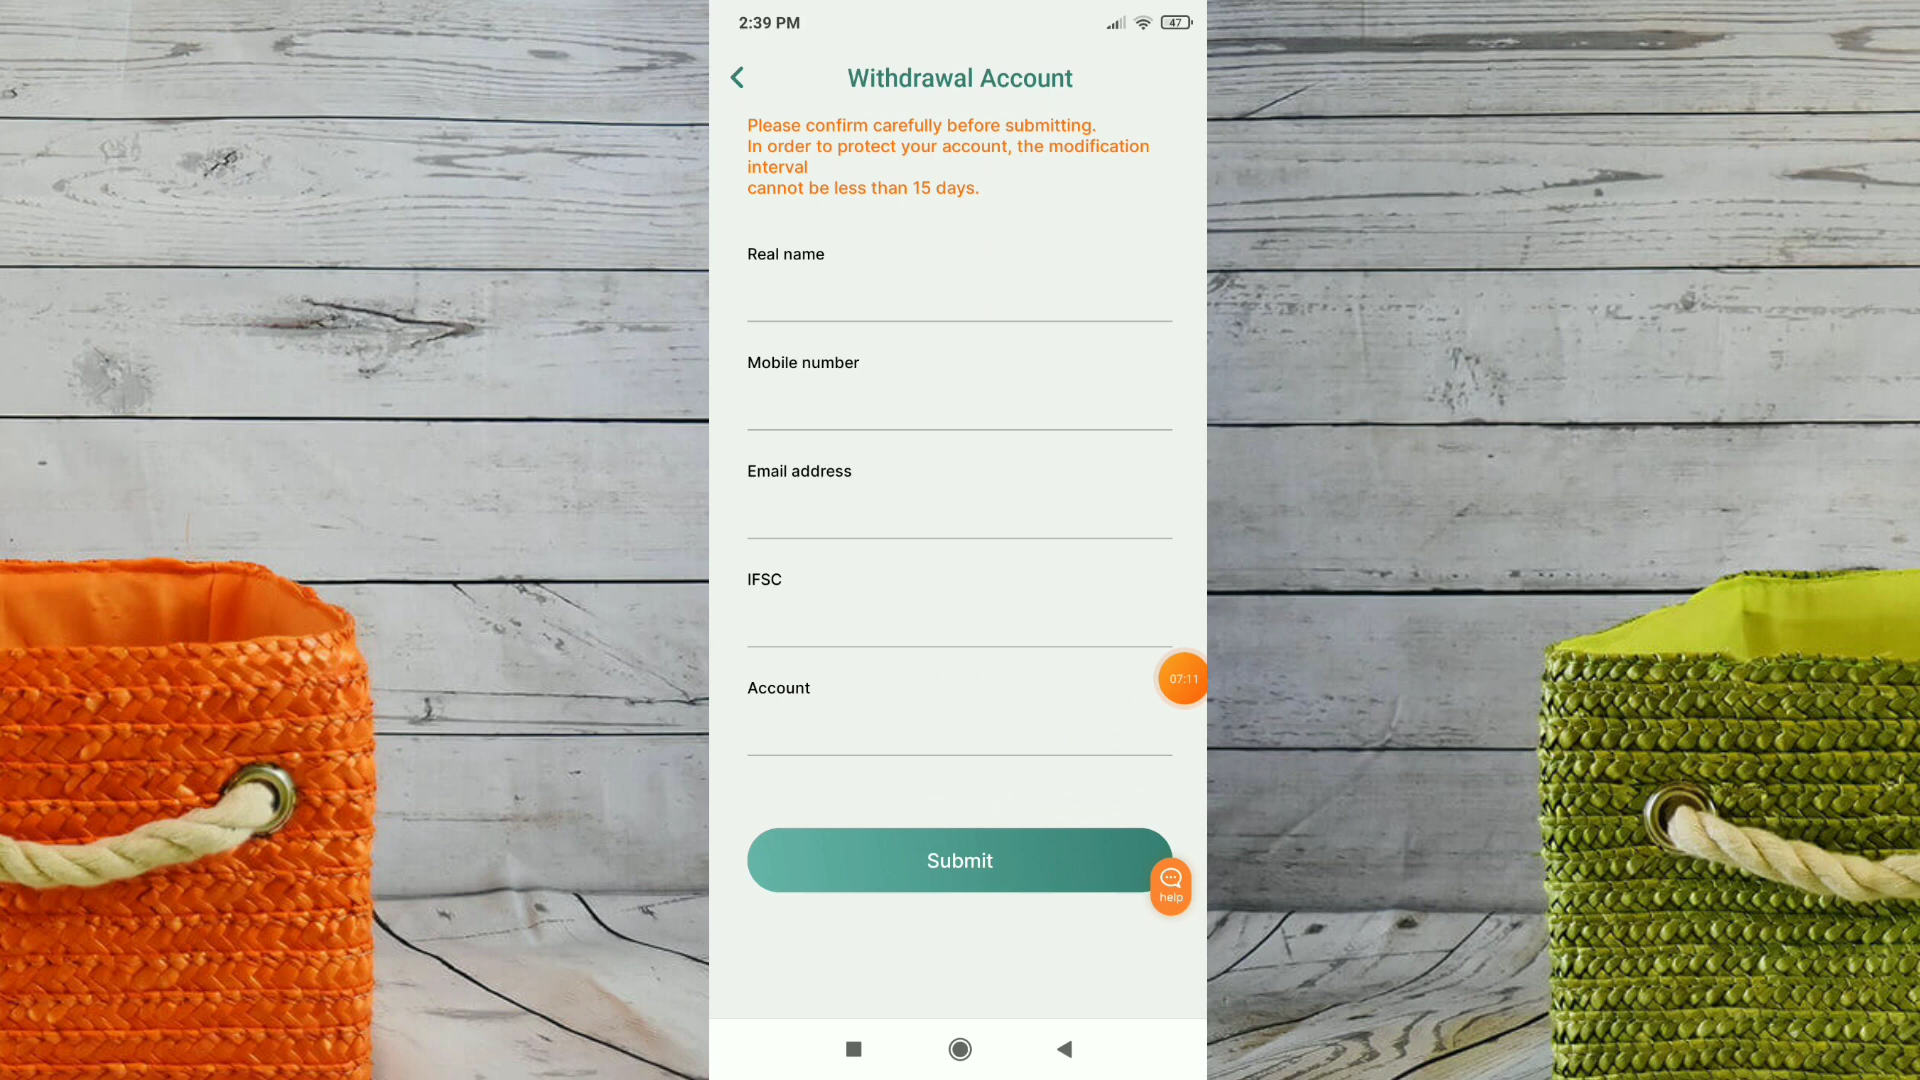 2:39 PM
47
Withdrawal Account
Please confirm carefully before submitting.
In order to protect your account, the modification
interval
cannot be less than 15 days.
Real name
Mobile number
Email address
IFSC
07:11
Account
Submit
help